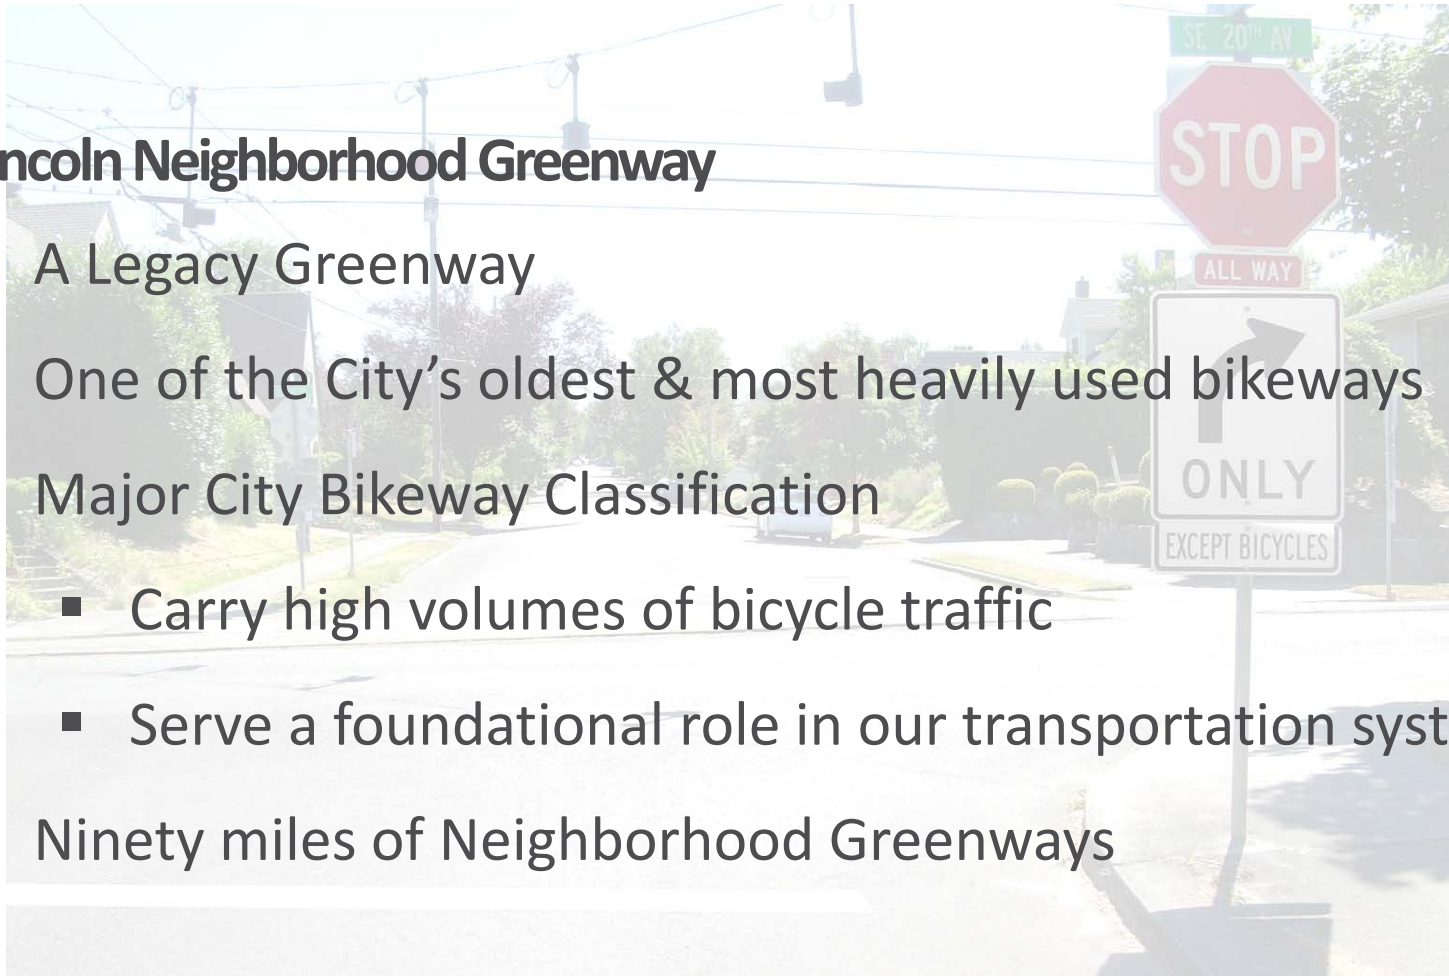 SE 20TH AV
STOP
ncoln Neighborhood Greenway
A Legacy Greenway
ALL WAY
One of the City’s oldest & most heavily used bikeways
ONLY
Major City Bikeway Classification
EXCEPT BICYCLES
▪ Carry high volumes of bicycle traffic
▪ Serve a foundational role in our transportation syst
Ninety miles of Neighborhood Greenways